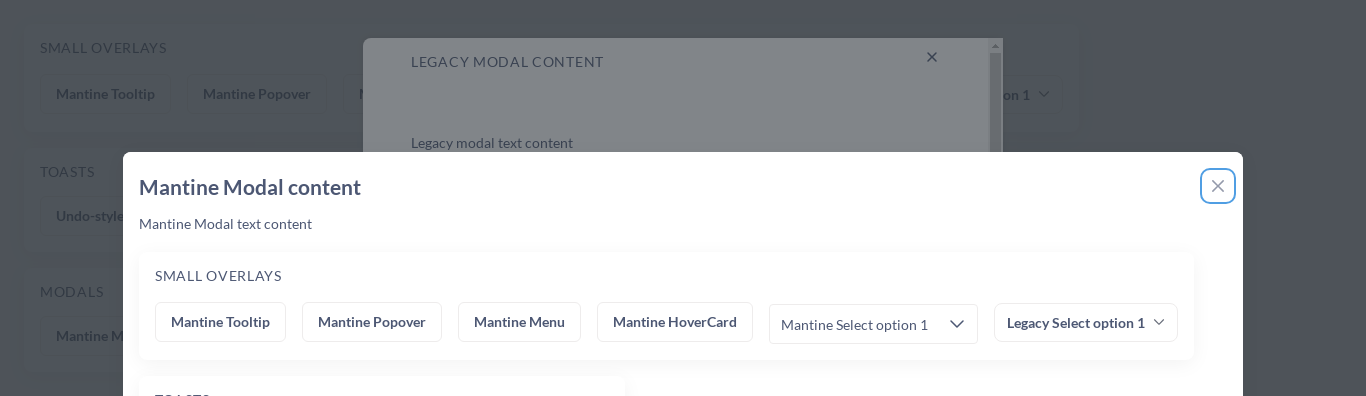 SMALL OVERLAYS
Mantine Tooltip
Mantine Popover
on 1
LEGACY MODAL CONTENT
Legacy modal text content
TOASTS
Undo-style
MODALS
Mantine M
Mantine Modal content
Mantine Modal text content
SMALL OVERLAYS
Mantine Tooltip
Mantine Popover
Mantine Menu
Mantine HoverCard
Mantine Select option 1
Legacy Select option 1